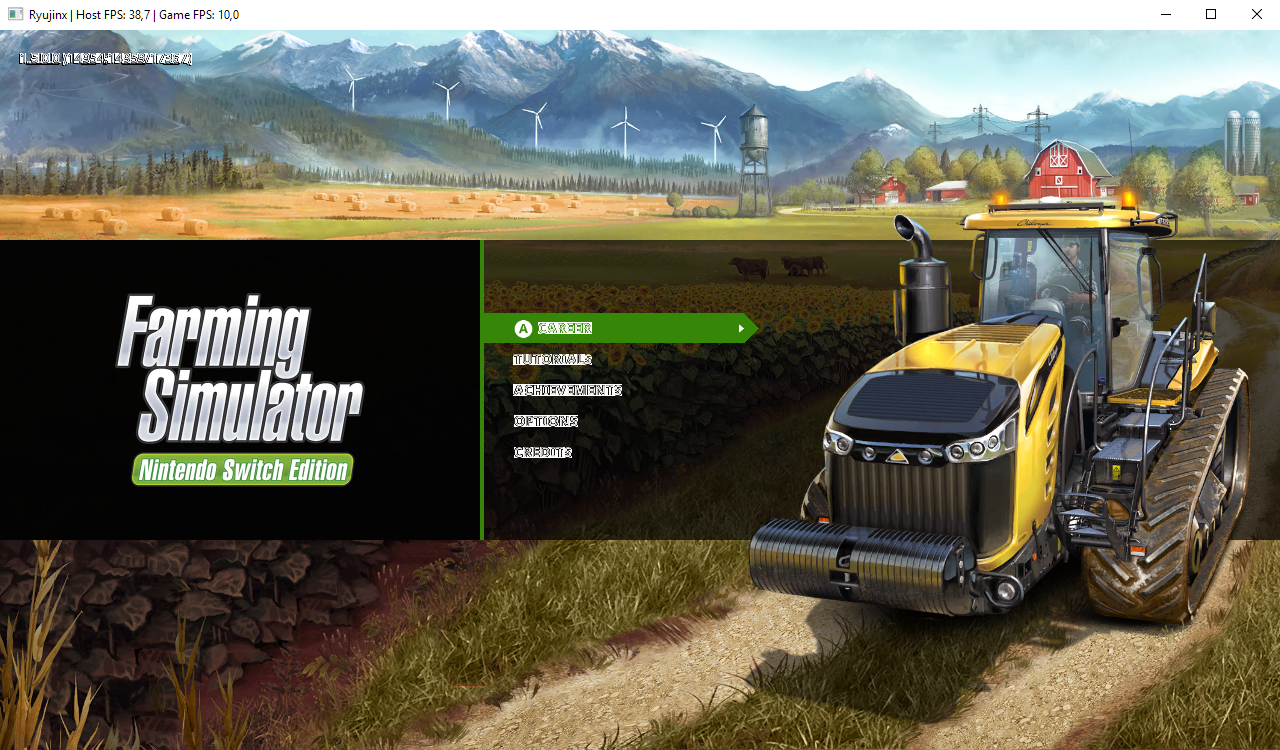 Ryujinx | Host FPS: 38,7 | Game FPS: 10,0
Farming
Simulator
Nintendo Switch Edition
A CAREER
TUTORIALS
ACHIEVEMENTS
OPTIONS
CREDITS
Challenger